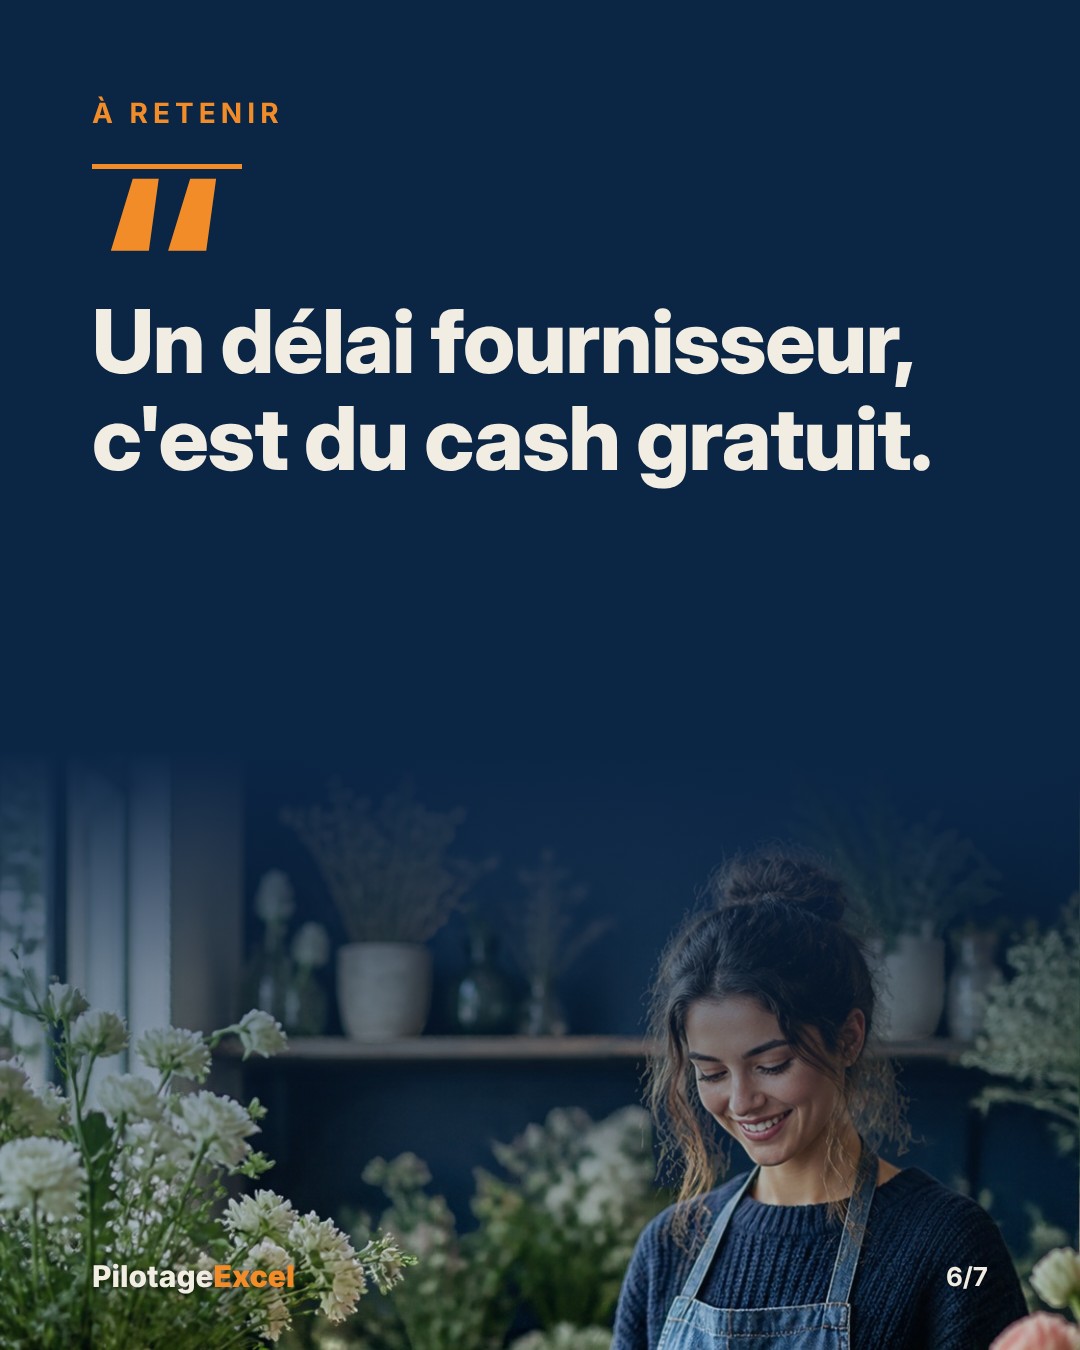 À RETENIR
"
Un délai fournisseur,
c'est du cash gratuit.
PilotageExcel
6/7